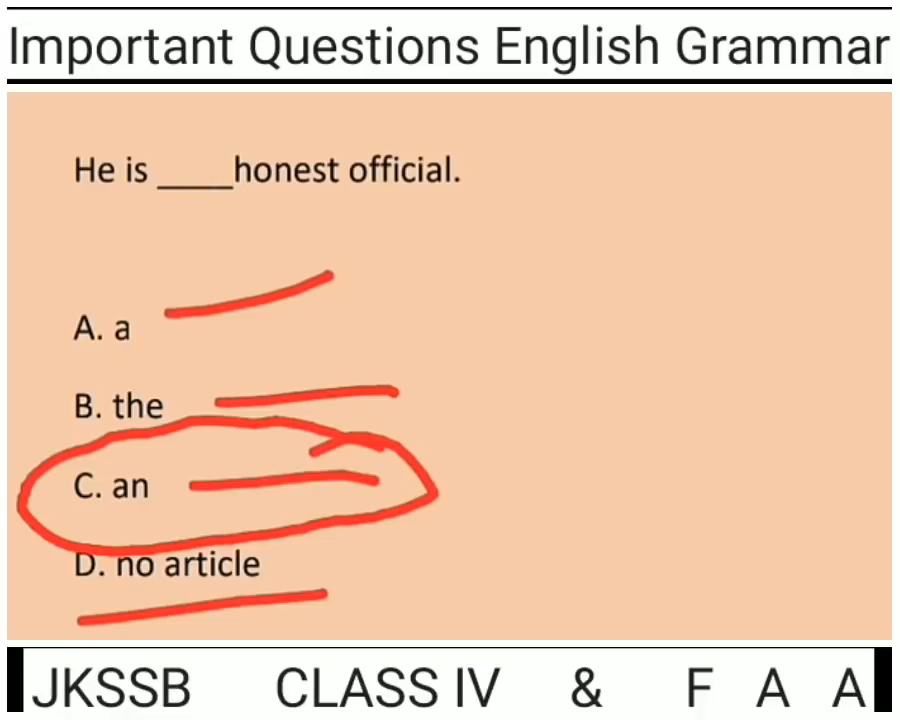 Important Questions English Grammar
He is ____honest official.
A. a
B. the
C. an
D. no article
JKSSB CLASS IV & F A A